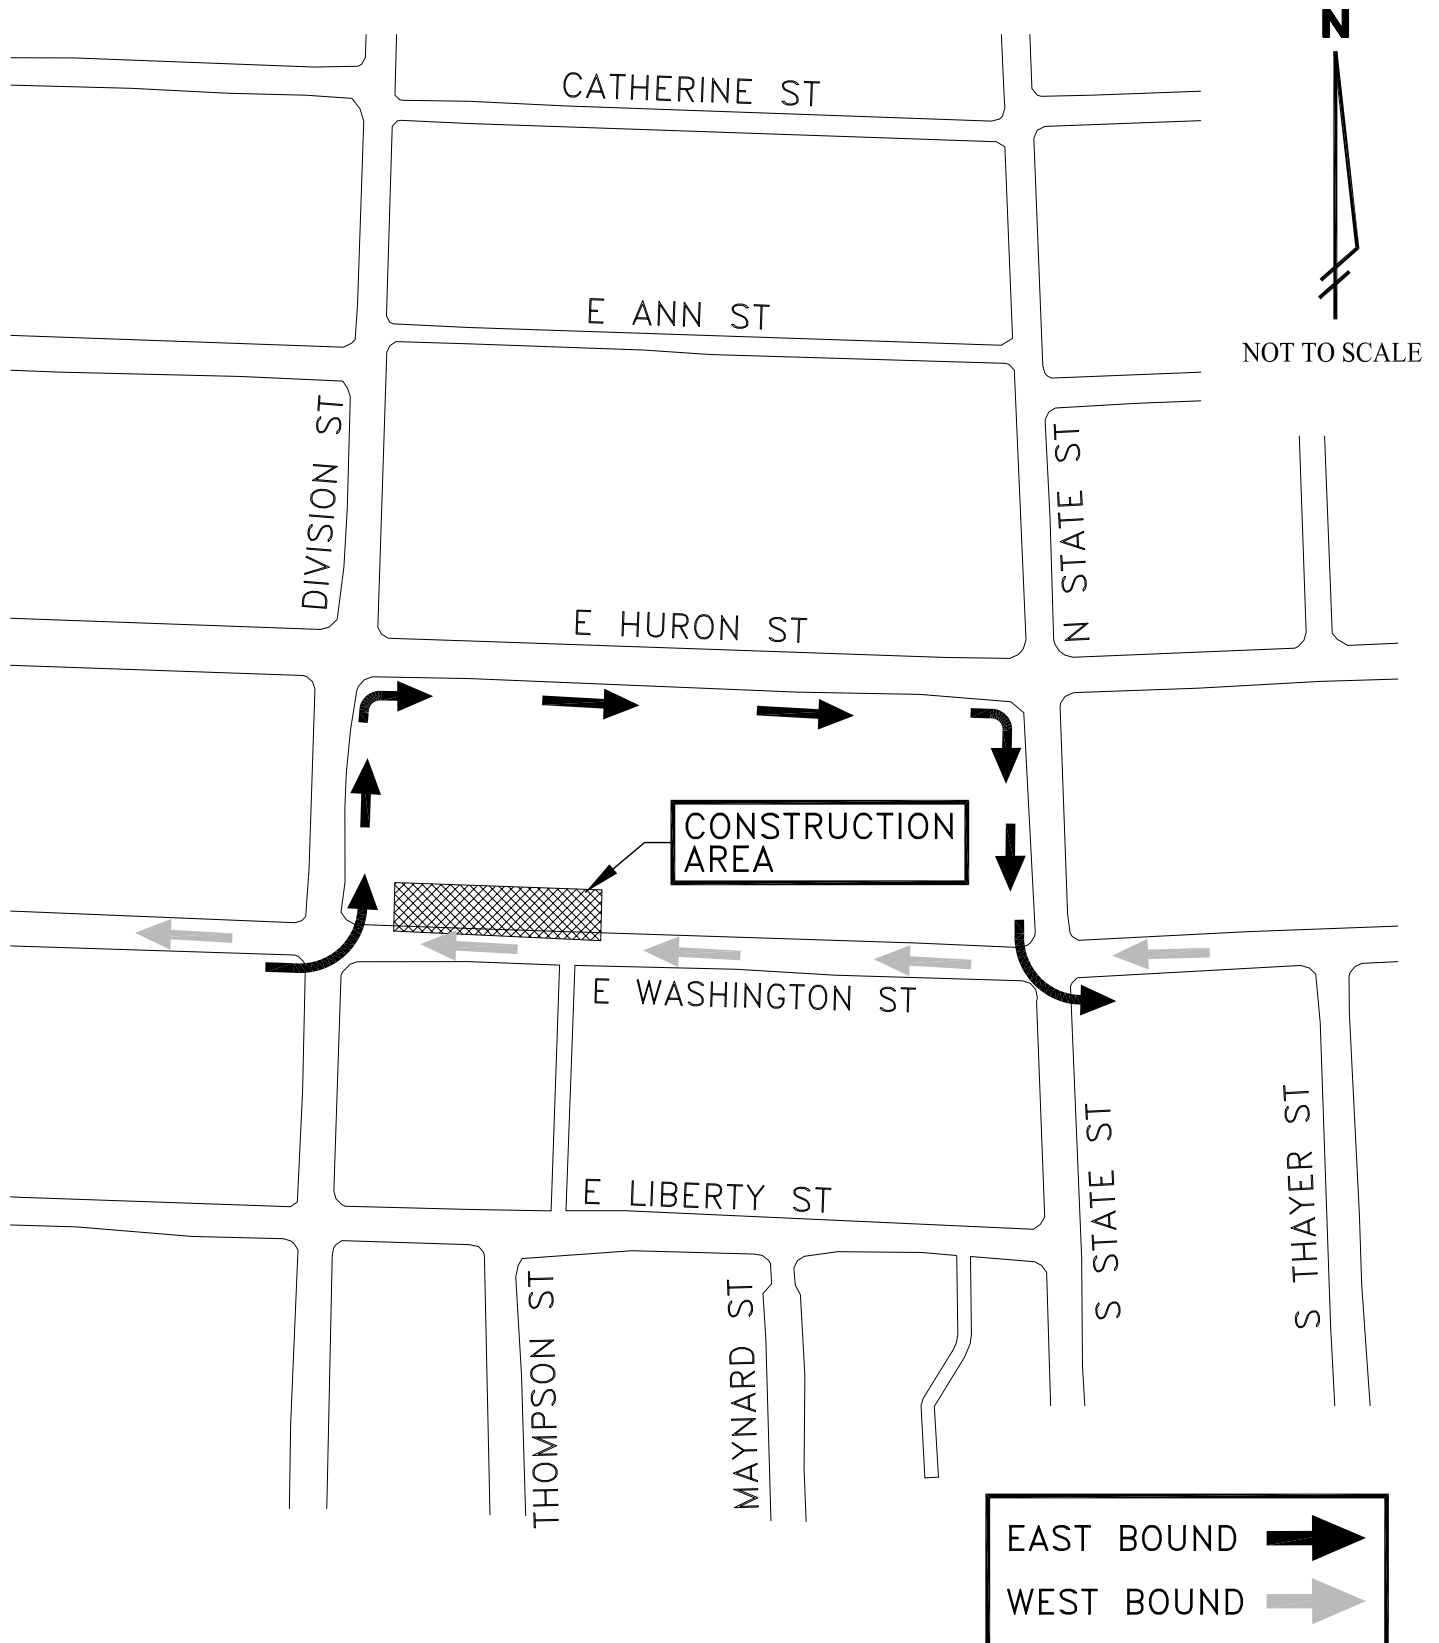 N
CATHERINE ST
E ANN ST
NOT TO SCALE
DIVISION ST
N STATE ST
E HURON ST
CONSTRUCTION
AREA
E WASHINGTON ST
E LIBERTY ST
S STATE ST
S THAYER ST
THOMPSON ST
MAYNARD ST
EAST BOUND
WEST BOUND